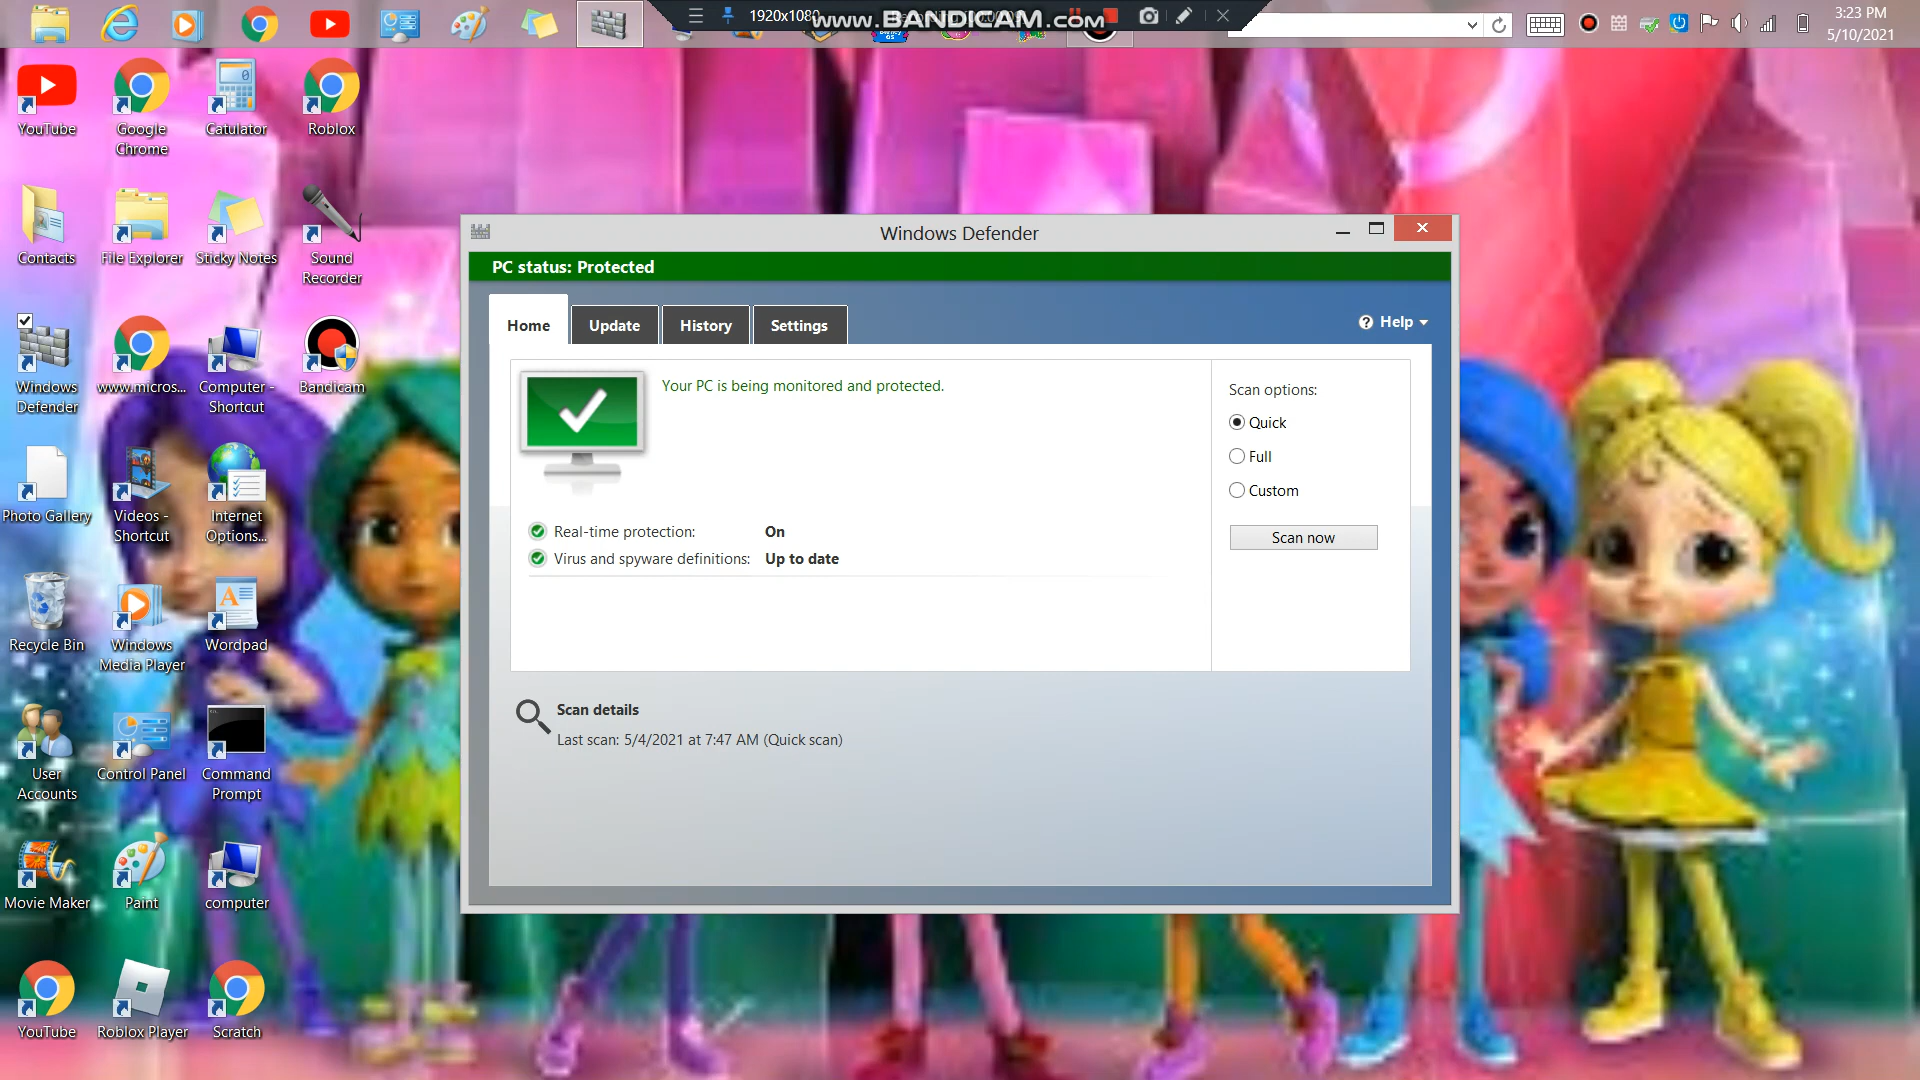 1920x1080
www.BANDICAM.com
3:23 PM
5/10/2021
YouTube
Google Chrome
Catulator
Roblox
Contacts
File Explorer
Sticky Notes
Sound Recorder
Windows Defender
www.micros...
Computer - Shortcut
Bandicam
Photo Gallery
Videos - Shortcut
Internet Options...
Recycle Bin
Windows Media Player
Wordpad
User Accounts
Control Panel
Command Prompt
Movie Maker
Paint
computer
YouTube
Roblox Player
Scratch
Windows Defender
PC status: Protected
Home
Update
History
Settings
Help
Your PC is being monitored and protected.
Real-time protection: On
Virus and spyware definitions: Up to date
Scan options:
Quick
Full
Custom
Scan now
Scan details
Last scan: 5/4/2021 at 7:47 AM (Quick scan)